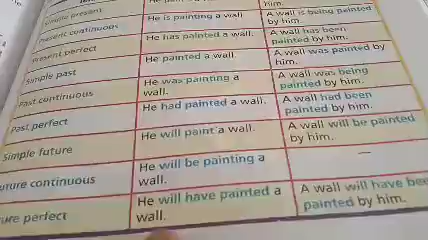 him.
Simple present
Present continuous He is painting a wall A wall is being painted
by him.
Present perfect He has painted a wall. A wall has been
painted by him.
Simple past He painted a wall. A wall was painted by
him.
Past continuous He was painting a A wall was being
wall. painted by him.
Past perfect He had painted a wall. A wall had been
painted by him.
Simple future He will paint a wall. A wall will be painted
by him.
uture continuous He will be painting a —
wall.
ure perfect He will have painted a A wall will have bee
wall. painted by him.